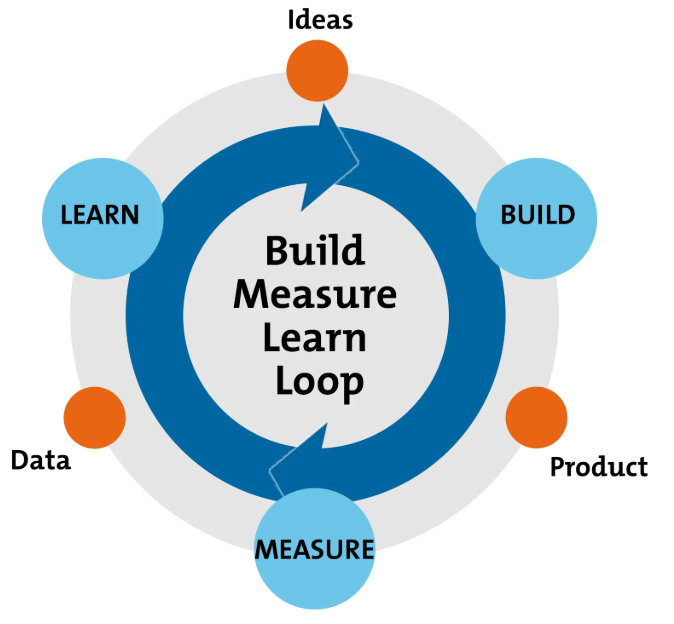 Ideas
LEARN
BUILD
Build
Measure
Learn
Loop
Data
Product
MEASURE